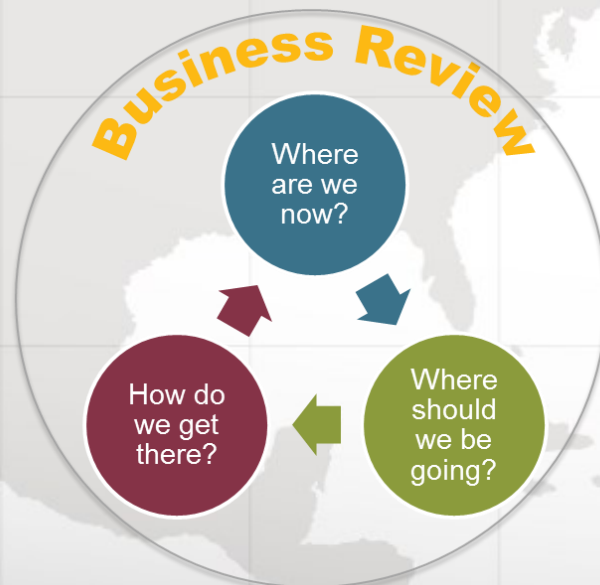 Business Review
Where
are we
now?
Where
should
we be
going?
How do
we get
there?